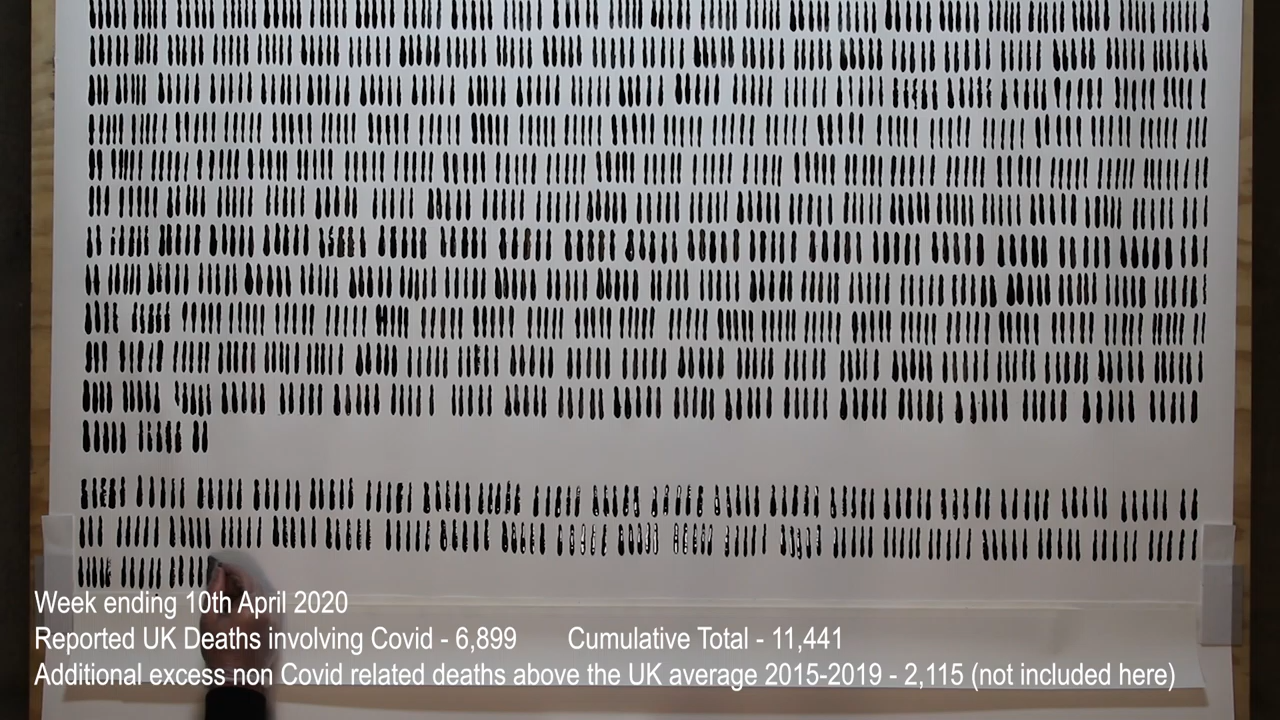 Week ending 10th April 2020
Reported UK Deaths involving Covid - 6,899 Cumulative Total - 11,441
Additional excess non Covid related deaths above the UK average 2015-2019 - 2,115 (not included here)